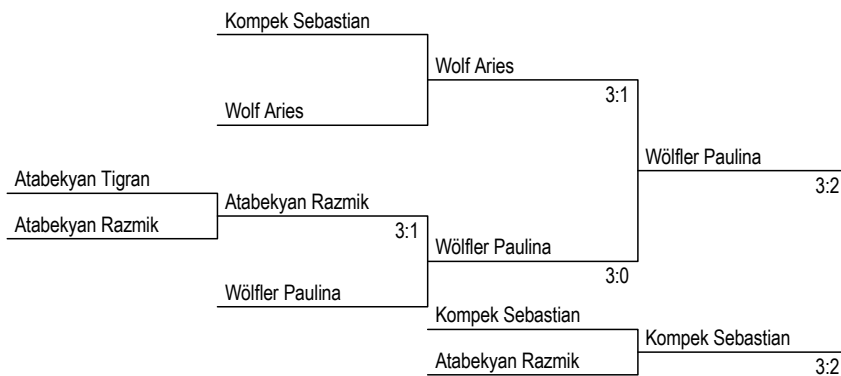 Kompek Sebastian
Wolf Aries
3:1
Wolf Aries
Wölfler Paulina
3:2
Atabekyan Tigran
Atabekyan Razmik
3:1
Atabekyan Razmik
Wölfler Paulina
3:0
Wölfler Paulina
Kompek Sebastian
Kompek Sebastian
3:2
Atabekyan Razmik